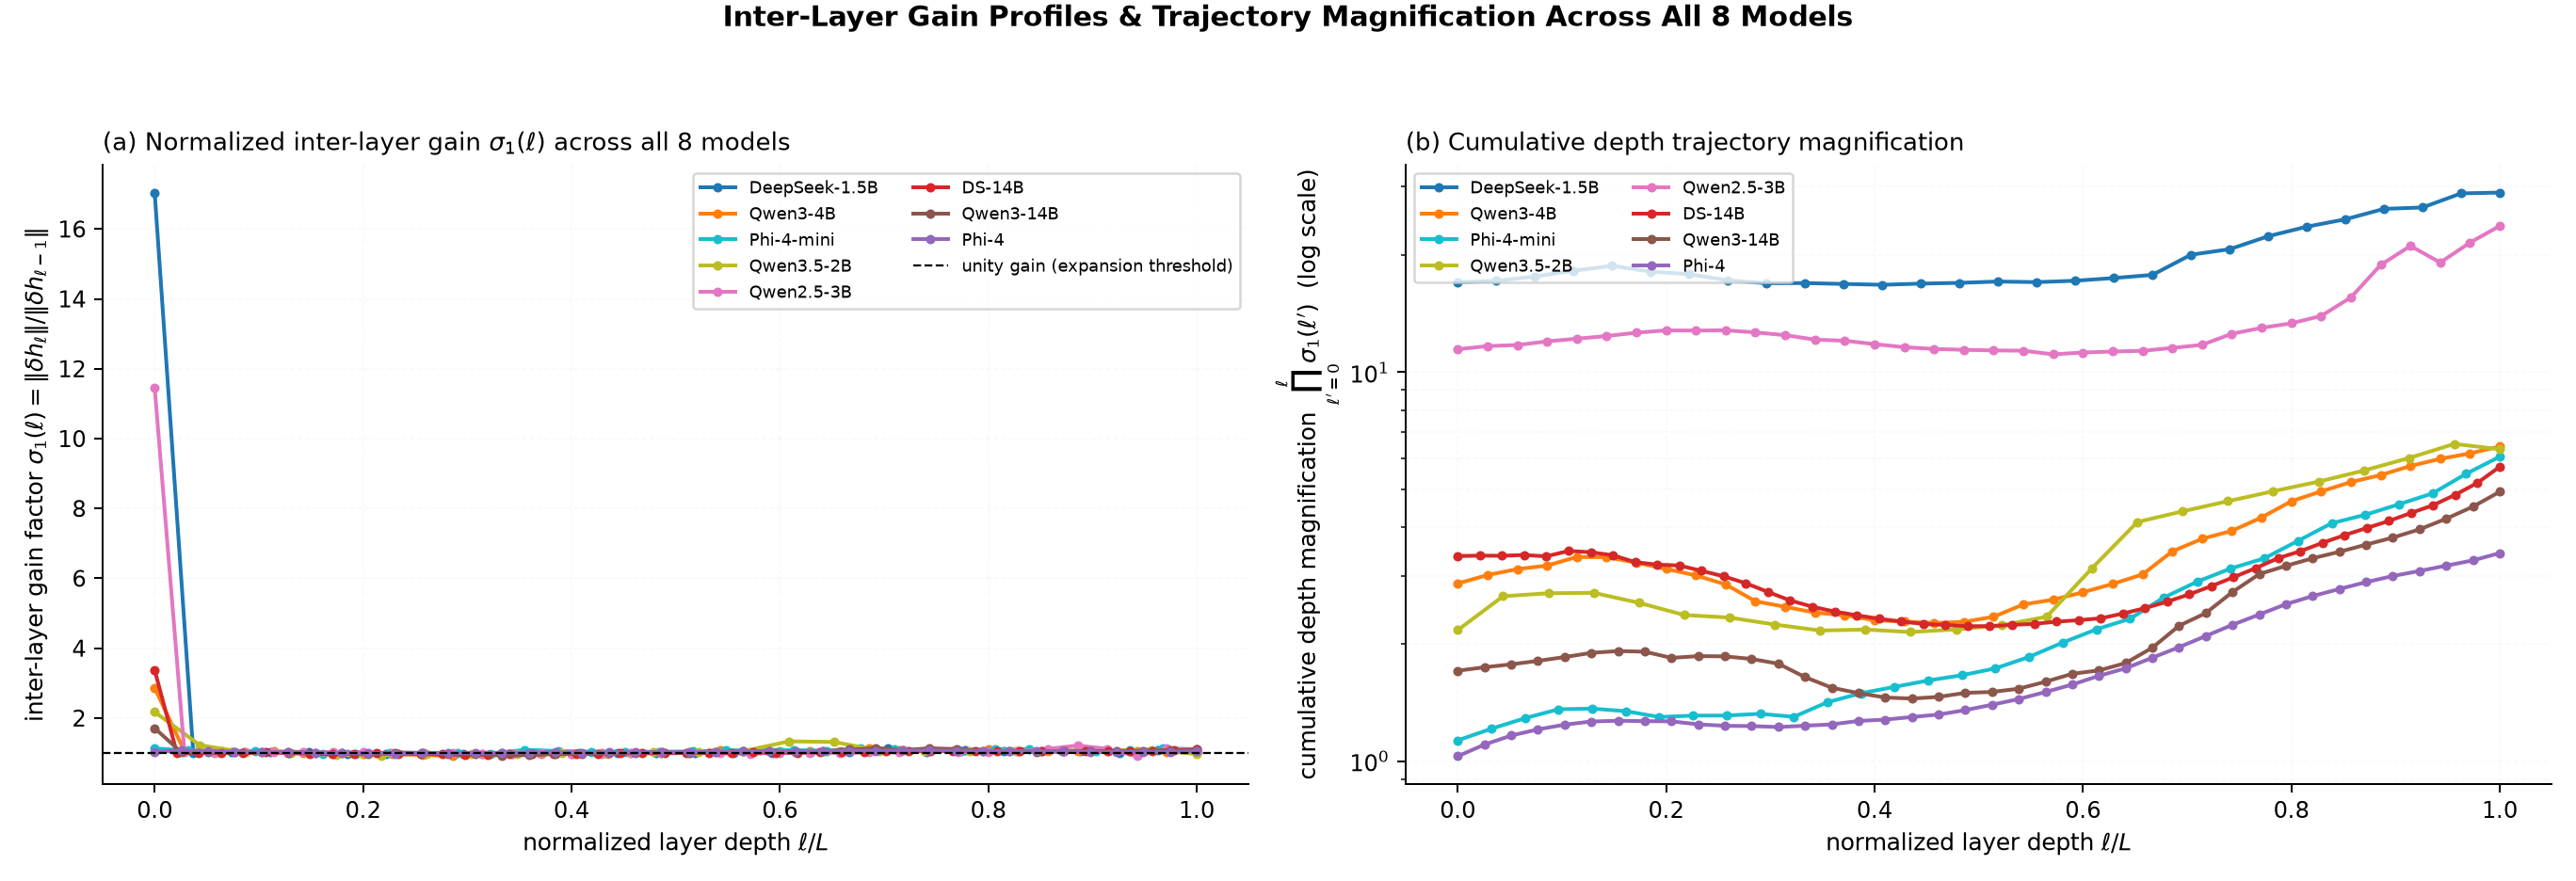 Inter-Layer Gain Profiles & Trajectory Magnification Across All 8 Models
(a) Normalized inter-layer gain σ₁(ℓ) across all 8 models
inter-layer gain factor σ₁(ℓ) = ‖δhℓ‖/‖δhℓ₋₁‖
16
14
12
10
8
6
4
2
DeepSeek-1.5B
Qwen3-4B
Phi-4-mini
Qwen3.5-2B
Qwen2.5-3B
DS-14B
Qwen3-14B
Phi-4
unity gain (expansion threshold)
0.0 0.2 0.4 0.6 0.8 1.0
normalized layer depth ℓ/L
(b) Cumulative depth trajectory magnification
cumulative depth magnification ∏ℓ′=0^ℓ σ₁(ℓ′) (log scale)
10¹
10⁰
DeepSeek-1.5B
Qwen3-4B
Phi-4-mini
Qwen3.5-2B
Qwen2.5-3B
DS-14B
Qwen3-14B
Phi-4
0.0 0.2 0.4 0.6 0.8 1.0
normalized layer depth ℓ/L